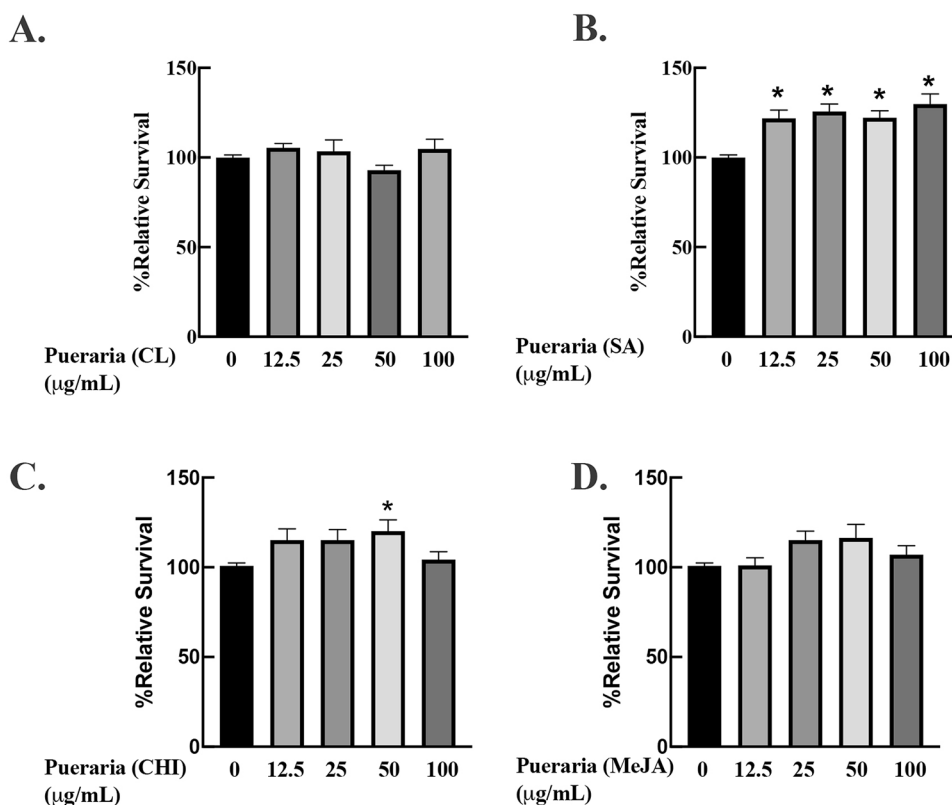 A.
%Relative Survival
150
100
50
0
Pueraria (CL)
(μg/mL)
0 12.5 25 50 100
B.
%Relative Survival
150
100
50
0
* * * *
Pueraria (SA)
(μg/mL)
0 12.5 25 50 100
C.
%Relative Survival
150
100
50
0
*
Pueraria (CHI)
(μg/mL)
0 12.5 25 50 100
D.
%Relative Survival
150
100
50
0
Pueraria (MeJA)
(μg/mL)
0 12.5 25 50 100